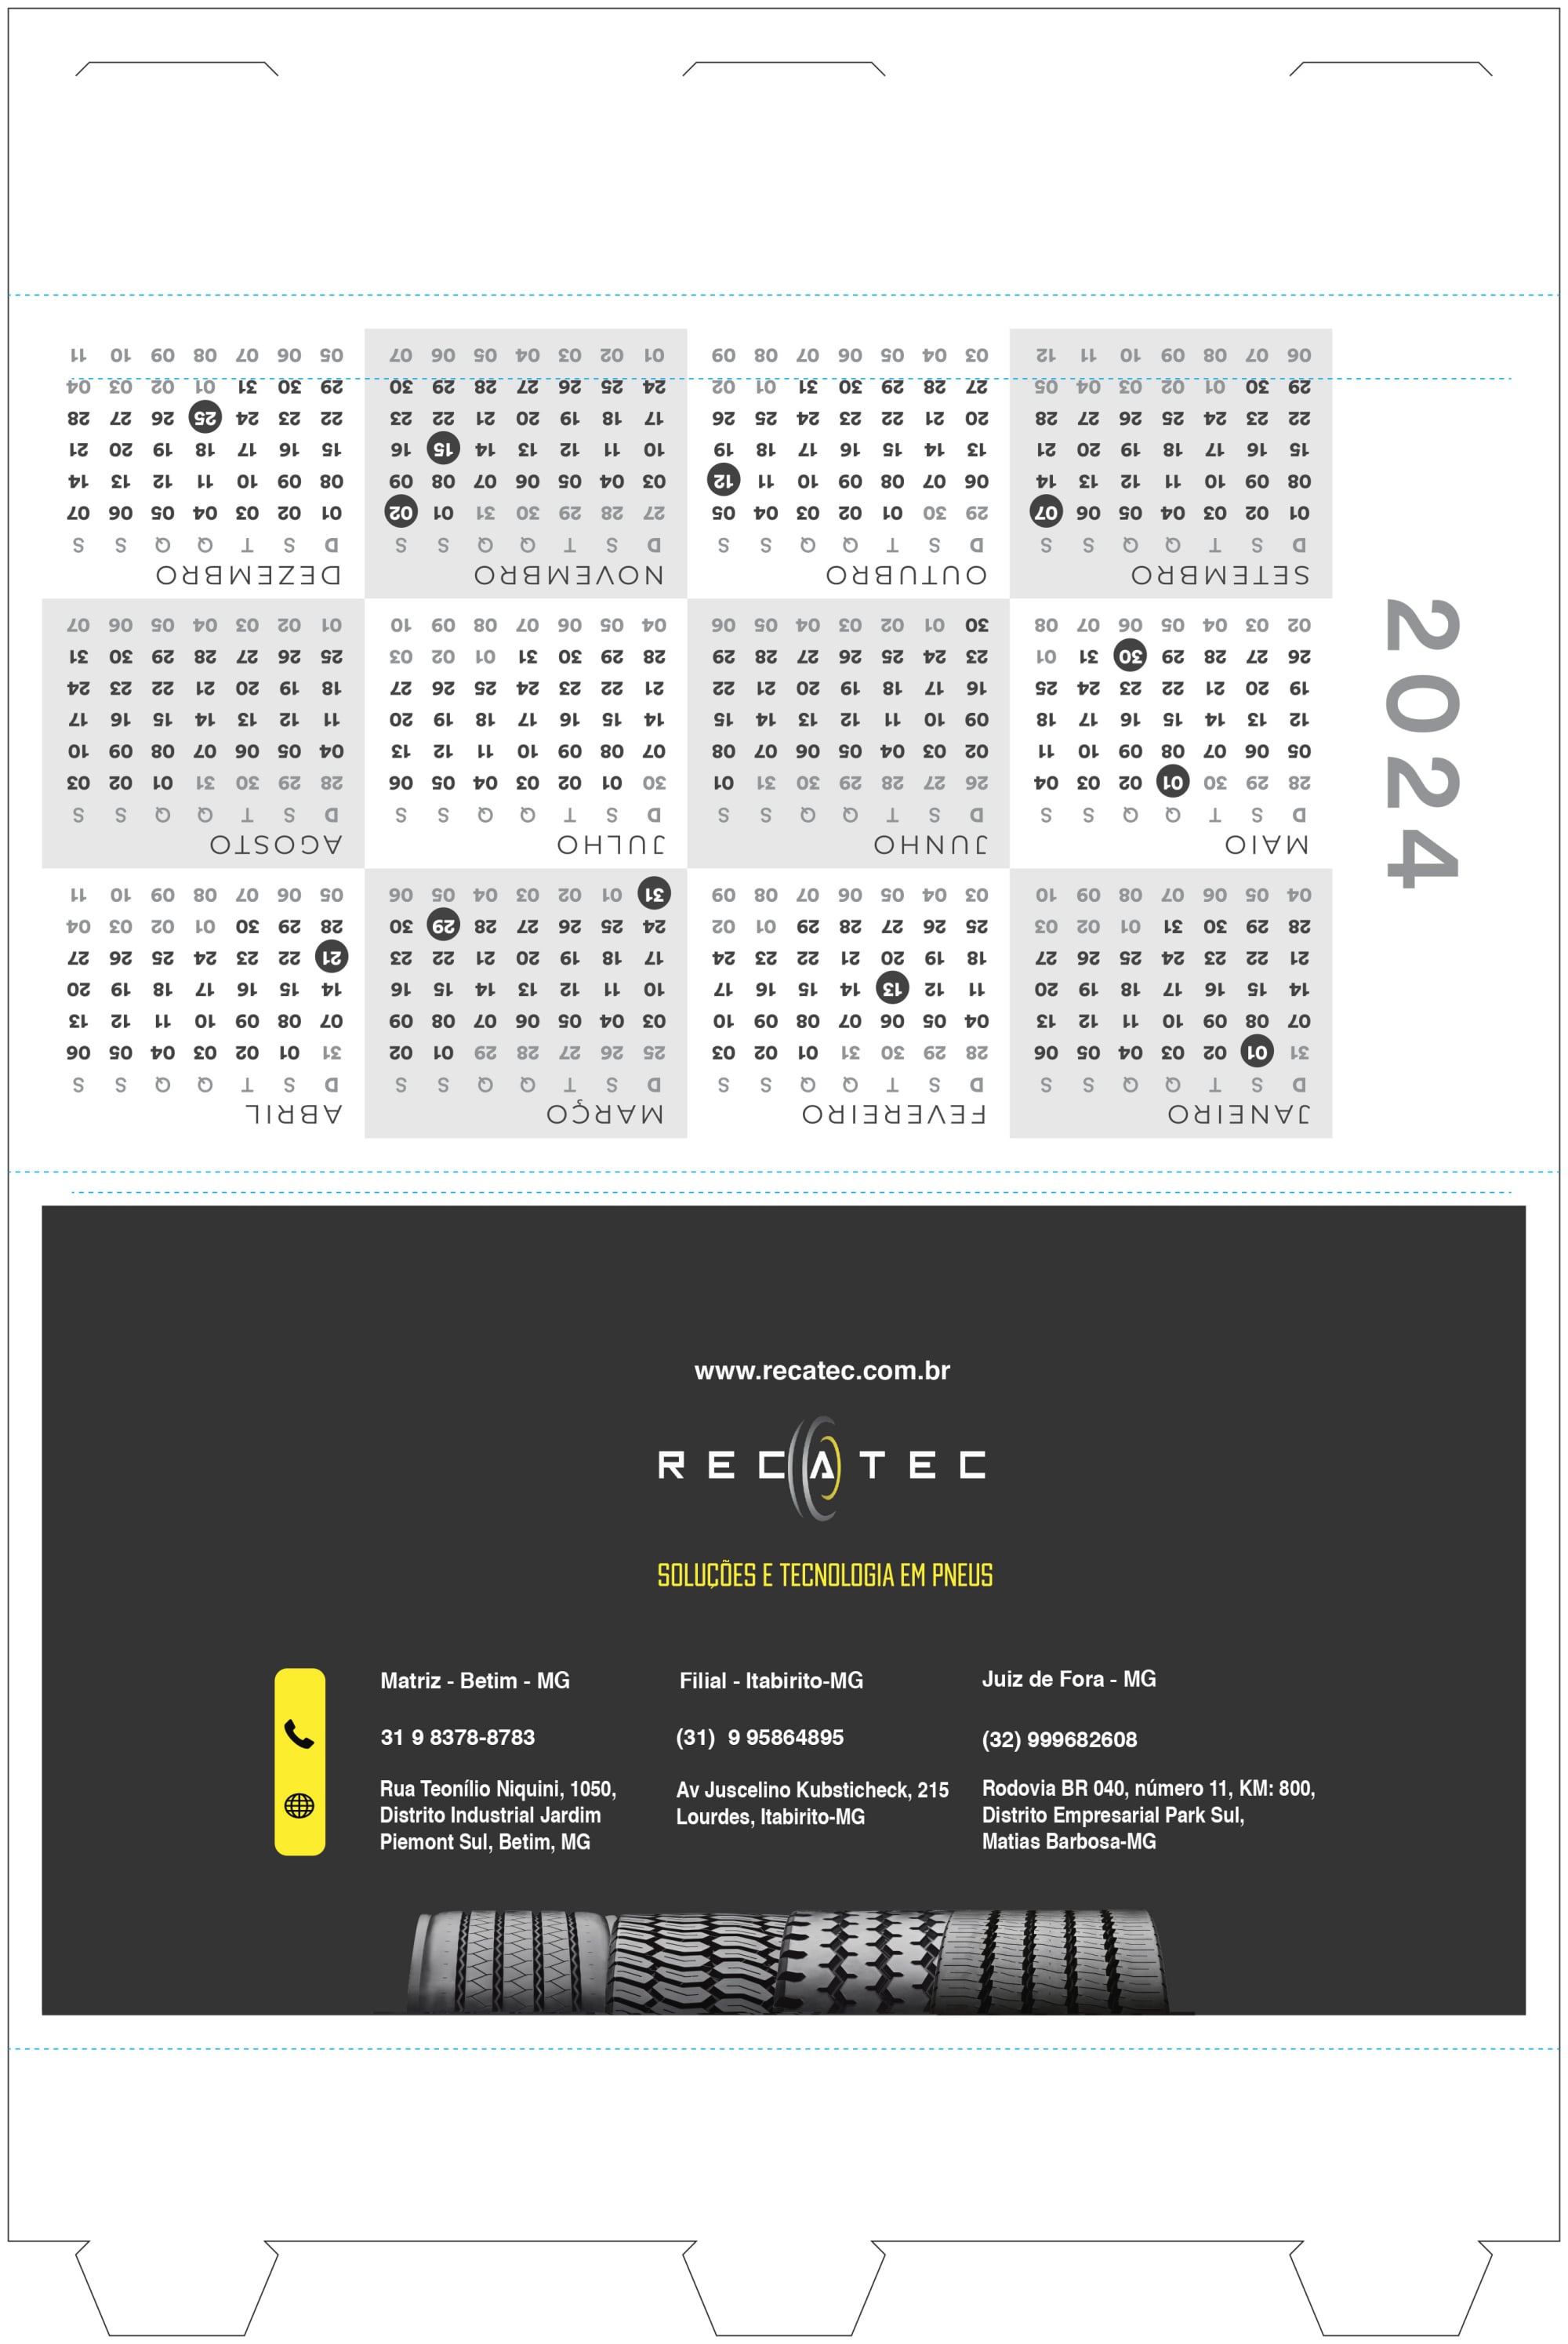 2024
JANEIRO
D S T Q Q S S
31 01 02 03 04 05 06
07 08 09 10 11 12 13
14 15 16 17 18 19 20
21 22 23 24 25 26 27
28 29 30 31 01 02 03
04 05 06 07 08 09 10
FEVEREIRO
D S T Q Q S S
28 29 30 31 01 02 03
04 05 06 07 08 09 10
11 12 13 14 15 16 17
18 19 20 21 22 23 24
25 26 27 28 29 01 02
03 04 05 06 07 08 09
MARÇO
D S T Q Q S S
25 26 27 28 29 01 02
03 04 05 06 07 08 09
10 11 12 13 14 15 16
17 18 19 20 21 22 23
24 25 26 27 28 29 30
31 01 02 03 04 05 06
ABRIL
D S T Q Q S S
31 01 02 03 04 05 06
07 08 09 10 11 12 13
14 15 16 17 18 19 20
21 22 23 24 25 26 27
28 29 30 01 02 03 04
05 06 07 08 09 10 11
MAIO
D S T Q Q S S
28 29 30 01 02 03 04
05 06 07 08 09 10 11
12 13 14 15 16 17 18
19 20 21 22 23 24 25
26 27 28 29 30 31 01
02 03 04 05 06 07 08
JUNHO
D S T Q Q S S
26 27 28 29 30 31 01
02 03 04 05 06 07 08
09 10 11 12 13 14 15
16 17 18 19 20 21 22
23 24 25 26 27 28 29
30 01 02 03 04 05 06
JULHO
D S T Q Q S S
30 01 02 03 04 05 06
07 08 09 10 11 12 13
14 15 16 17 18 19 20
21 22 23 24 25 26 27
28 29 30 31 01 02 03
04 05 06 07 08 09 10
AGOSTO
D S T Q Q S S
28 29 30 31 01 02 03
04 05 06 07 08 09 10
11 12 13 14 15 16 17
18 19 20 21 22 23 24
25 26 27 28 29 30 31
01 02 03 04 05 06 07
SETEMBRO
D S T Q Q S S
01 02 03 04 05 06 07
08 09 10 11 12 13 14
15 16 17 18 19 20 21
22 23 24 25 26 27 28
29 30 01 02 03 04 05
06 07 08 09 10 11 12
OUTUBRO
D S T Q Q S S
29 30 01 02 03 04 05
06 07 08 09 10 11 12
13 14 15 16 17 18 19
20 21 22 23 24 25 26
27 28 29 30 31 01 02
03 04 05 06 07 08 09
NOVEMBRO
D S T Q Q S S
27 28 29 30 31 01 02
03 04 05 06 07 08 09
10 11 12 13 14 15 16
17 18 19 20 21 22 23
24 25 26 27 28 29 30
01 02 03 04 05 06 07
DEZEMBRO
D S T Q Q S S
01 02 03 04 05 06 07
08 09 10 11 12 13 14
15 16 17 18 19 20 21
22 23 24 25 26 27 28
29 30 31 01 02 03 04
05 06 07 08 09 10 11
www.recatec.com.br
RECATEC
SOLUÇÕES E TECNOLOGIA EM PNEUS
Matriz - Betim - MG
31 9 8378-8783
Rua Teonílio Niquini, 1050,
Distrito Industrial Jardim
Piemont Sul, Betim, MG
Filial - Itabirito-MG
(31) 9 95864895
Av Juscelino Kubsticheck, 215
Lourdes, Itabirito-MG
Juiz de Fora - MG
(32) 999682608
Rodovia BR 040, número 11, KM: 800,
Distrito Empresarial Park Sul,
Matias Barbosa-MG